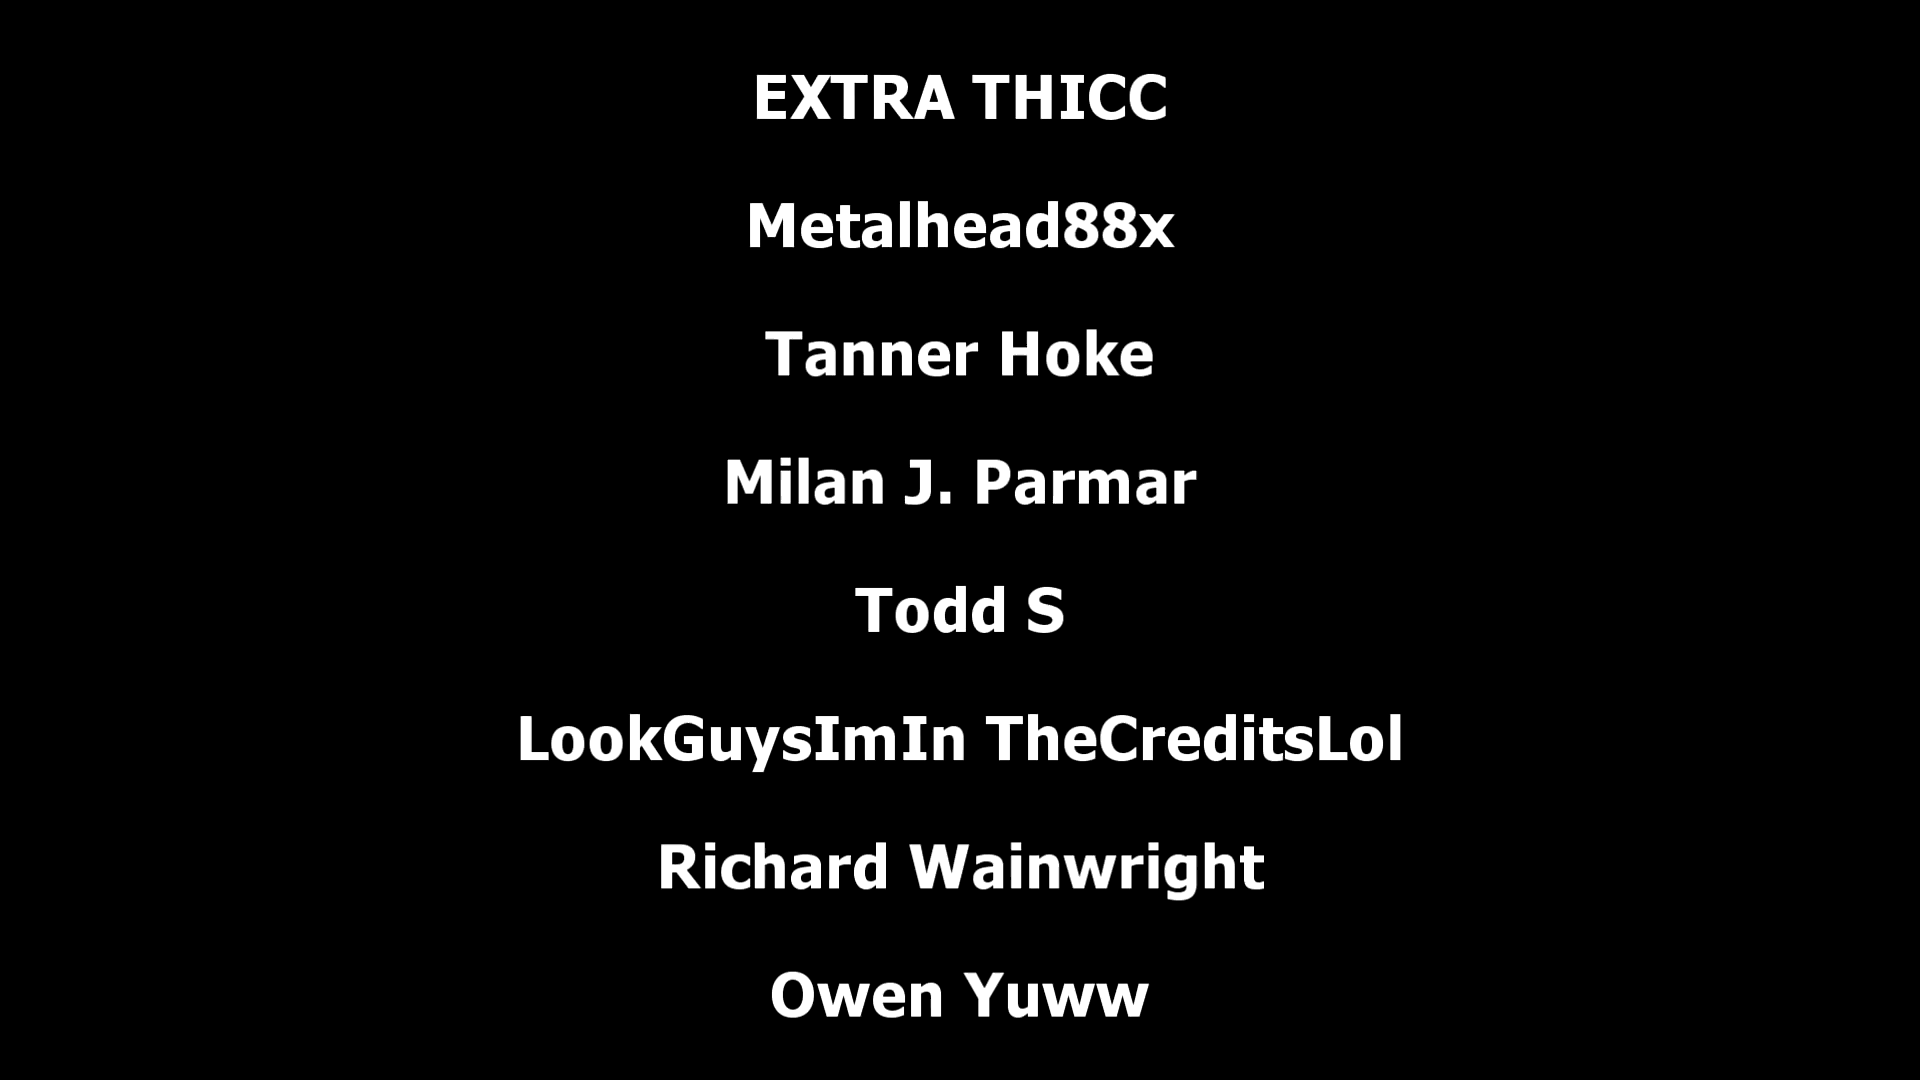 EXTRA THICC
Metalhead88x
Tanner Hoke
Milan J. Parmar
Todd S
LookGuysImIn TheCreditsLol
Richard Wainwright
Owen Yuww